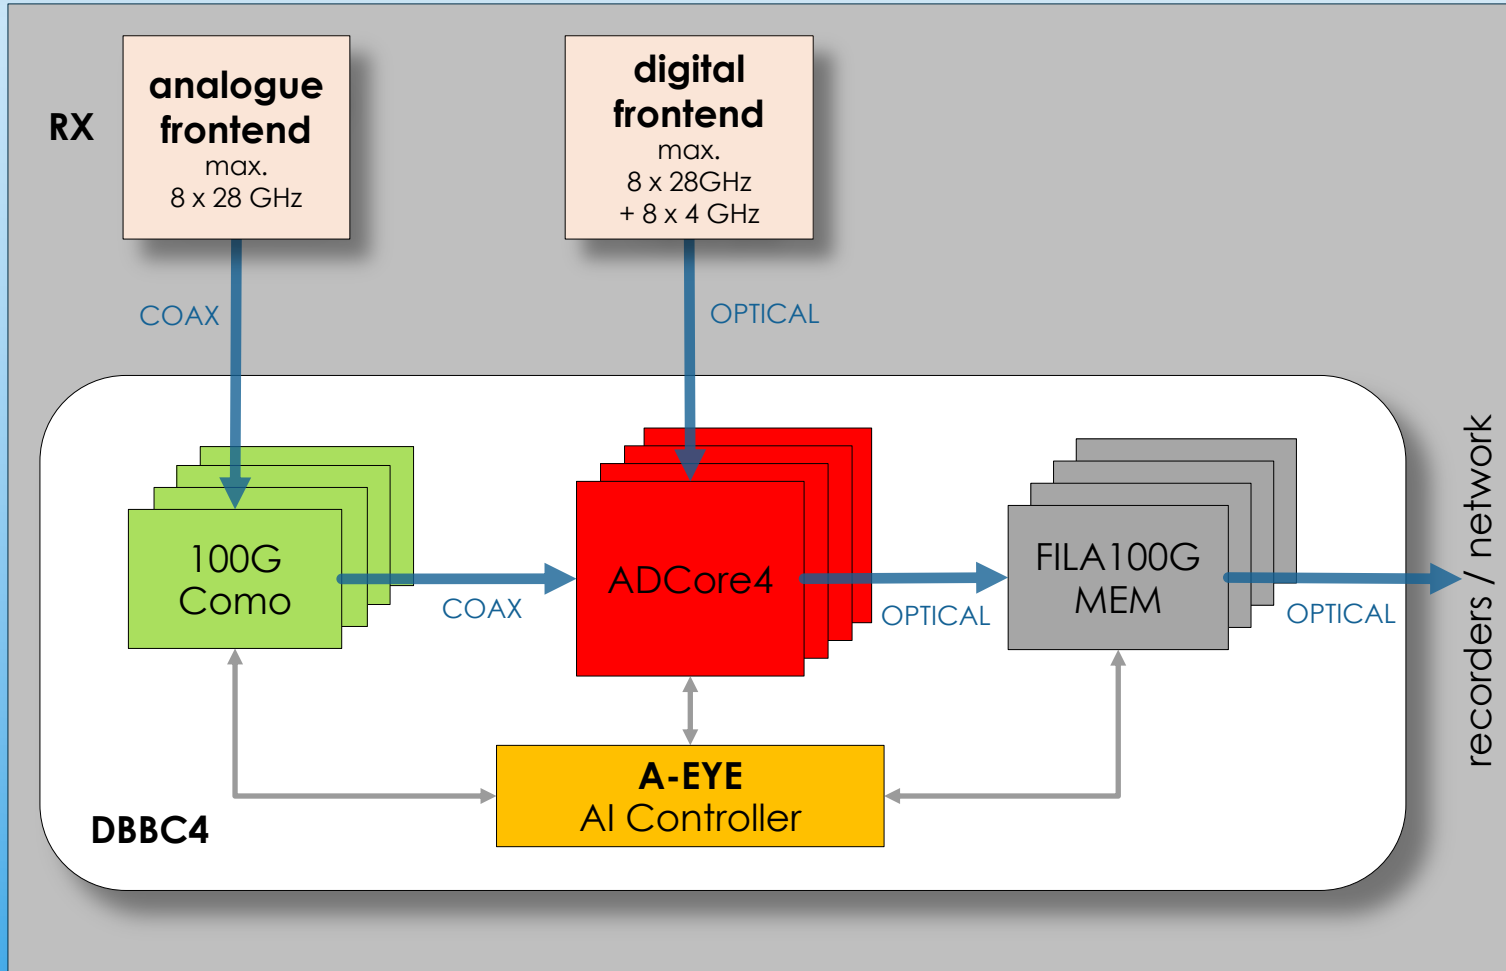 RX
analogue
frontend
max.
8 x 28 GHz
digital
frontend
max.
8 x 28GHz
+ 8 x 4 GHz
COAX
OPTICAL
100G
Como
COAX
ADCore4
OPTICAL
FILA100G
MEM
OPTICAL
recorders / network
A-EYE
AI Controller
DBBC4